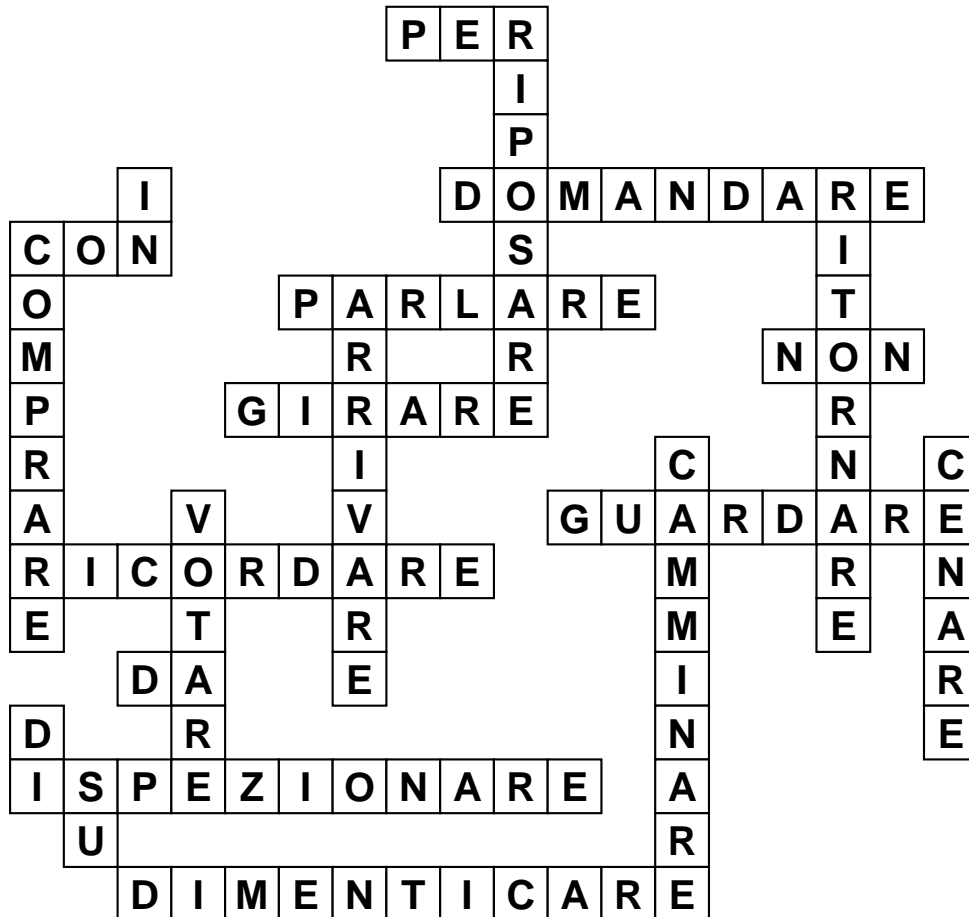 PER
RIPOSARE
IN
DOMANDARE
RITORNARE
CON
COMPRARE
PARLARE
ARRIVARE
NON
GIRARE
CAMMINARE
CENARE
VOTARE
GUARDARE
RICORDARE
DA
DI
ISPEZIONARE
SU
DIMENTICARE